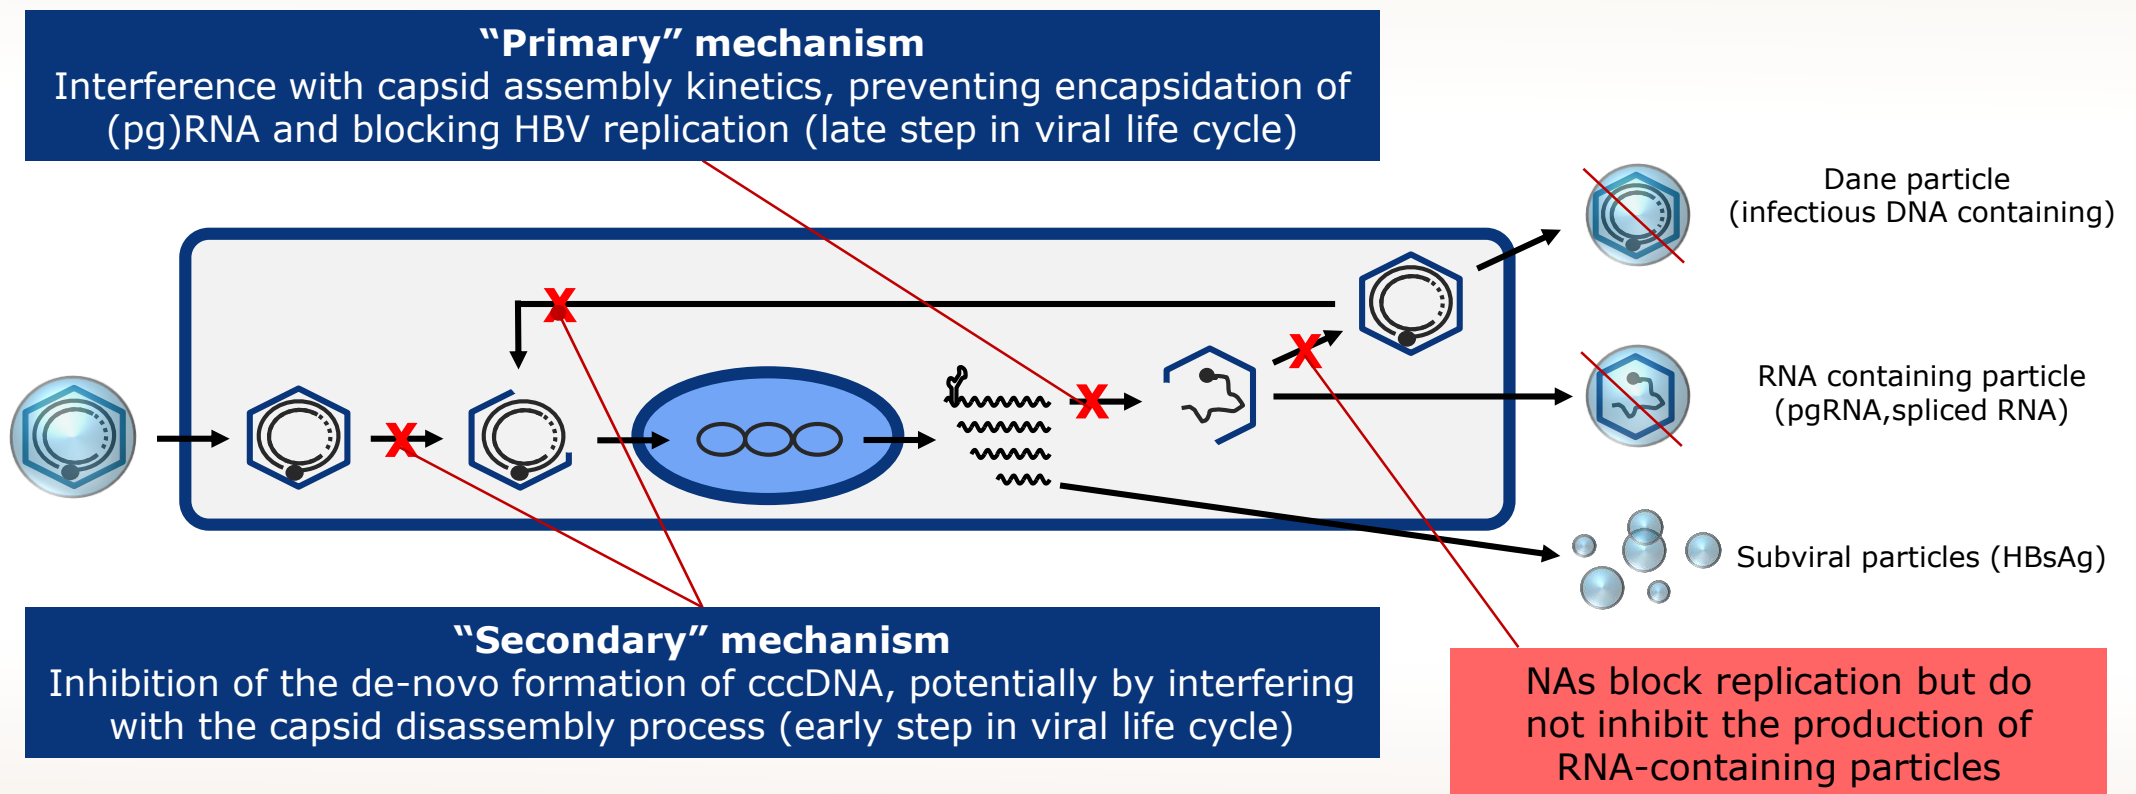 “Primary” mechanism
Interference with capsid assembly kinetics, preventing encapsidation of
(pg)RNA and blocking HBV replication (late step in viral life cycle)
Dane particle
(infectious DNA containing)
X
X
X
X
RNA containing particle
(pgRNA,spliced RNA)
Subviral particles (HBsAg)
“Secondary” mechanism
Inhibition of the de-novo formation of cccDNA, potentially by interfering
with the capsid disassembly process (early step in viral life cycle)
NAs block replication but do
not inhibit the production of
RNA-containing particles